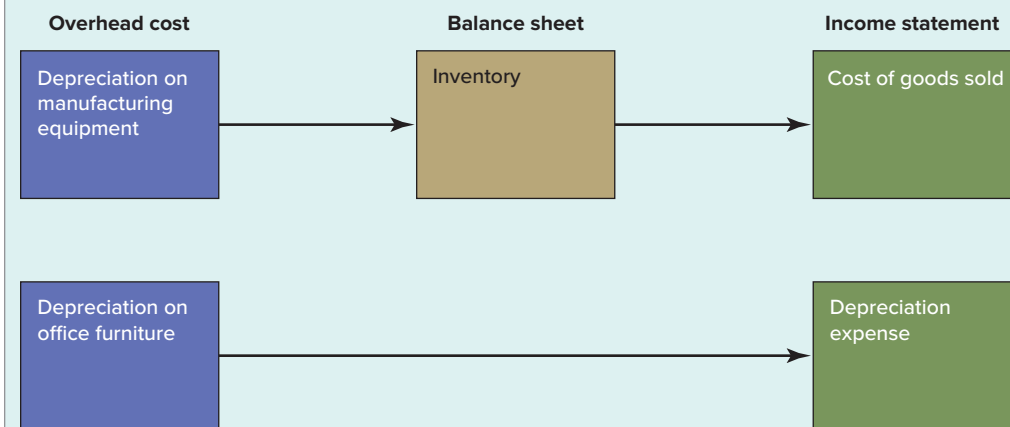 Overhead cost
Balance sheet
Income statement
Depreciation on
manufacturing
equipment
Inventory
Cost of goods sold
Depreciation on
office furniture
Depreciation
expense